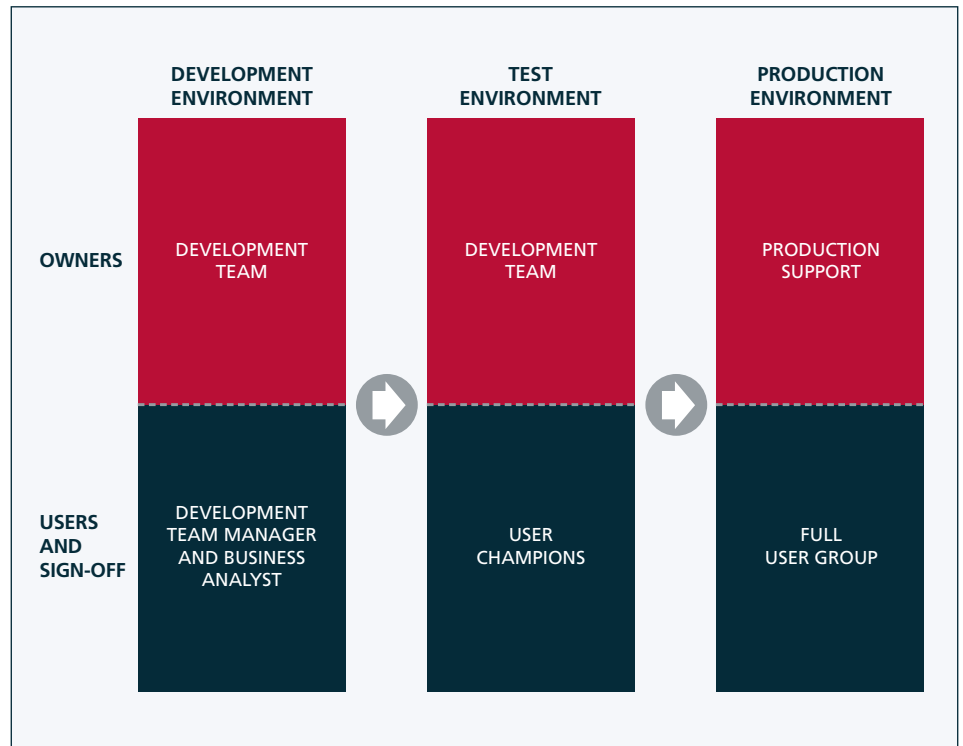 DEVELOPMENT
ENVIRONMENT
TEST
ENVIRONMENT
PRODUCTION
ENVIRONMENT
OWNERS
DEVELOPMENT
TEAM
DEVELOPMENT
TEAM
PRODUCTION
SUPPORT
USERS
AND
SIGN-OFF
DEVELOPMENT
TEAM MANAGER
AND BUSINESS
ANALYST
USER
CHAMPIONS
FULL
USER GROUP